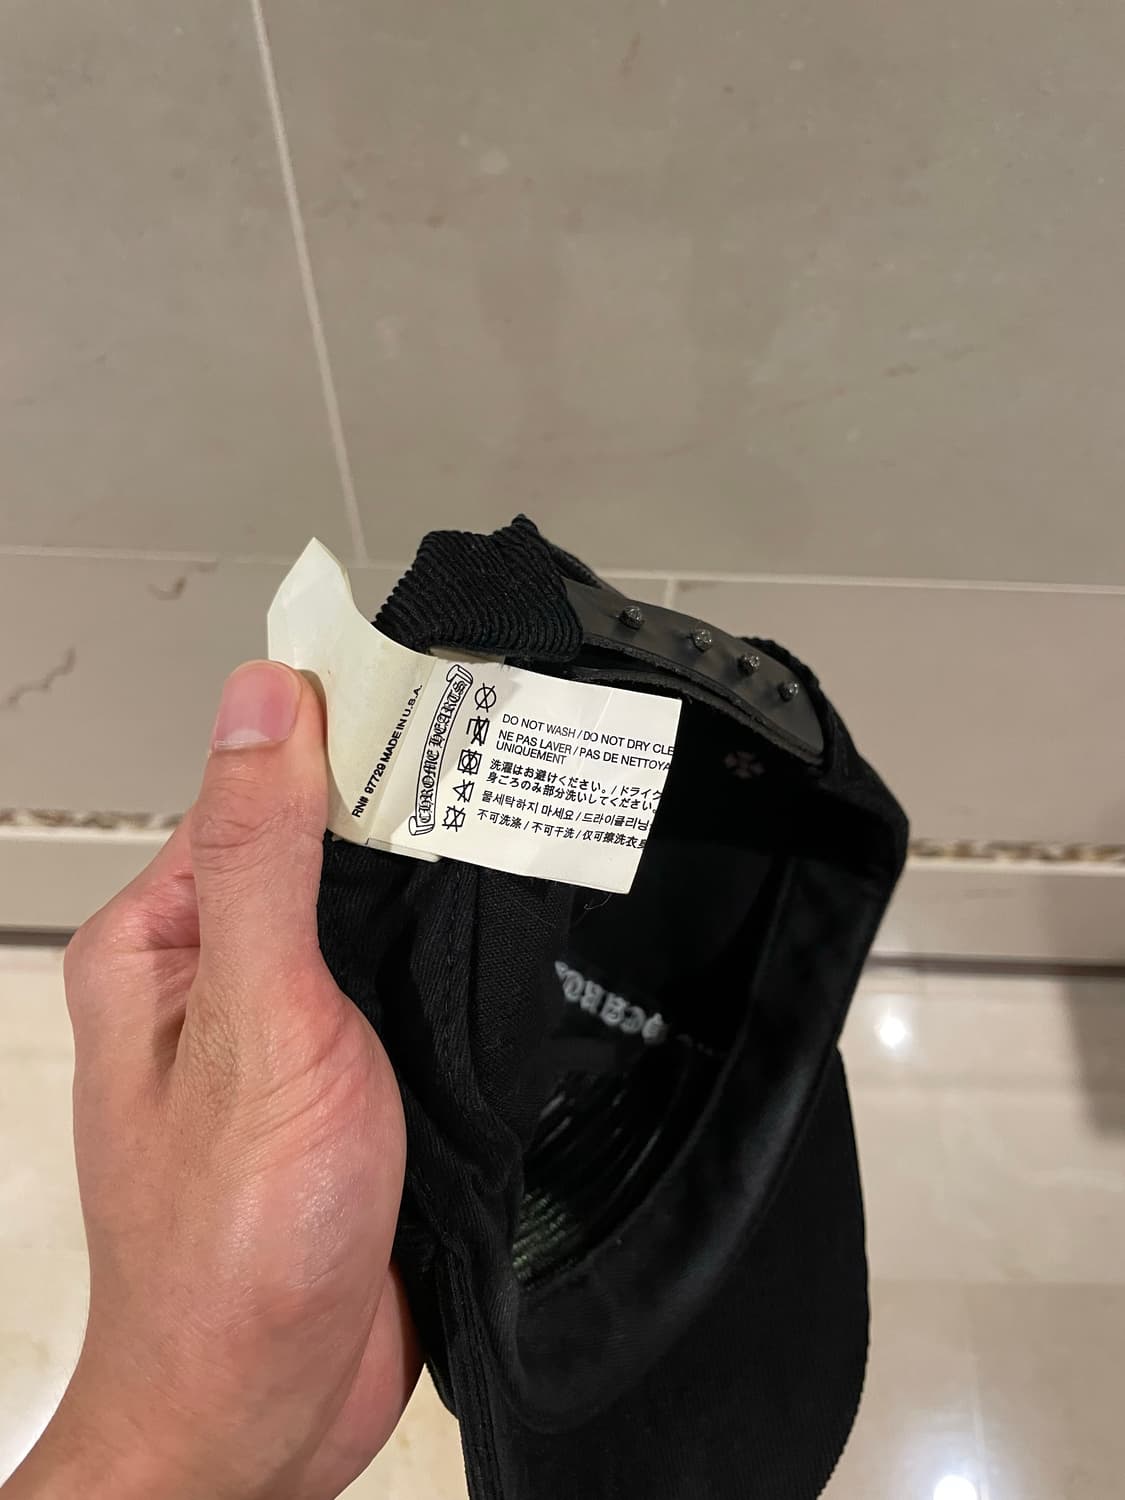 RN# 97729 MADE IN U.S.A.
CHROME HEARTS
DO NOT WASH / DO NOT DRY CLE
NE PAS LAVER / PAS DE NETTOYA
UNIQUEMENT
洗濯はお避けください。/ ドライク
身ごろのみ部分洗いしてください。
물세탁하지 마세요 / 드라이클리닝
不可洗涤 / 不可干洗 / 仅可擦洗衣身